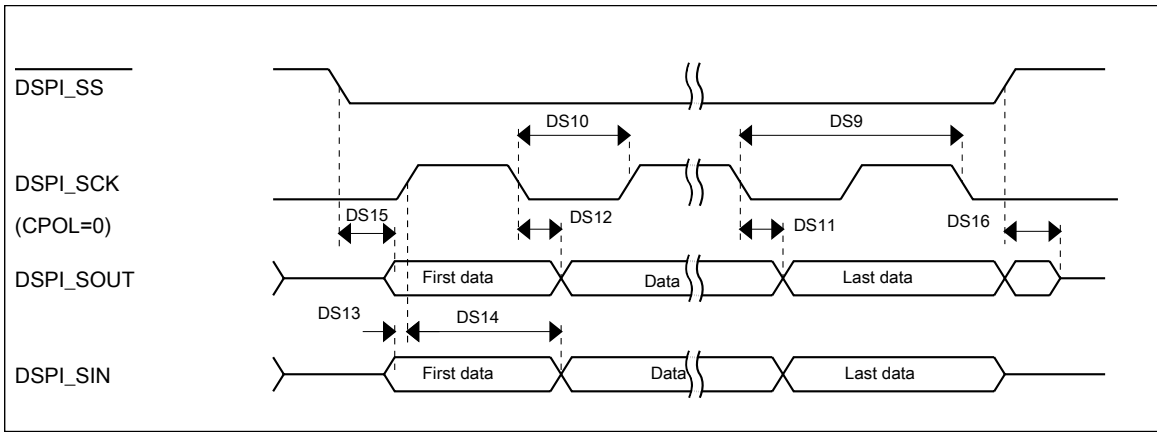 DSPI_SS
DS10
DS9
DSPI_SCK
(CPOL=0)
DS15
DS12
DS11
DS16
DSPI_SOUT
First data
Data
Last data
DS13
DS14
DSPI_SIN
First data
Data
Last data